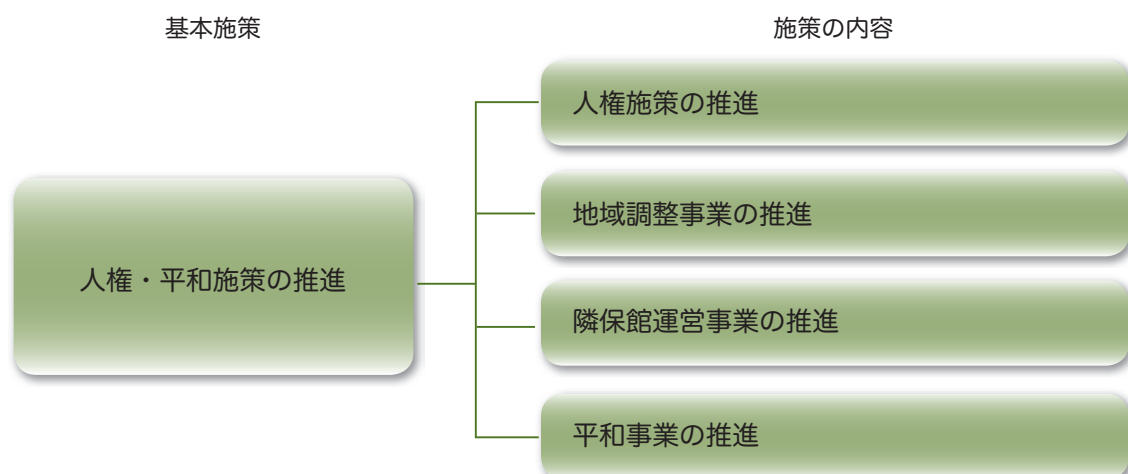 基本施策
施策の内容
人権・平和施策の推進
人権施策の推進
地域調整事業の推進
隣保館運営事業の推進
平和事業の推進